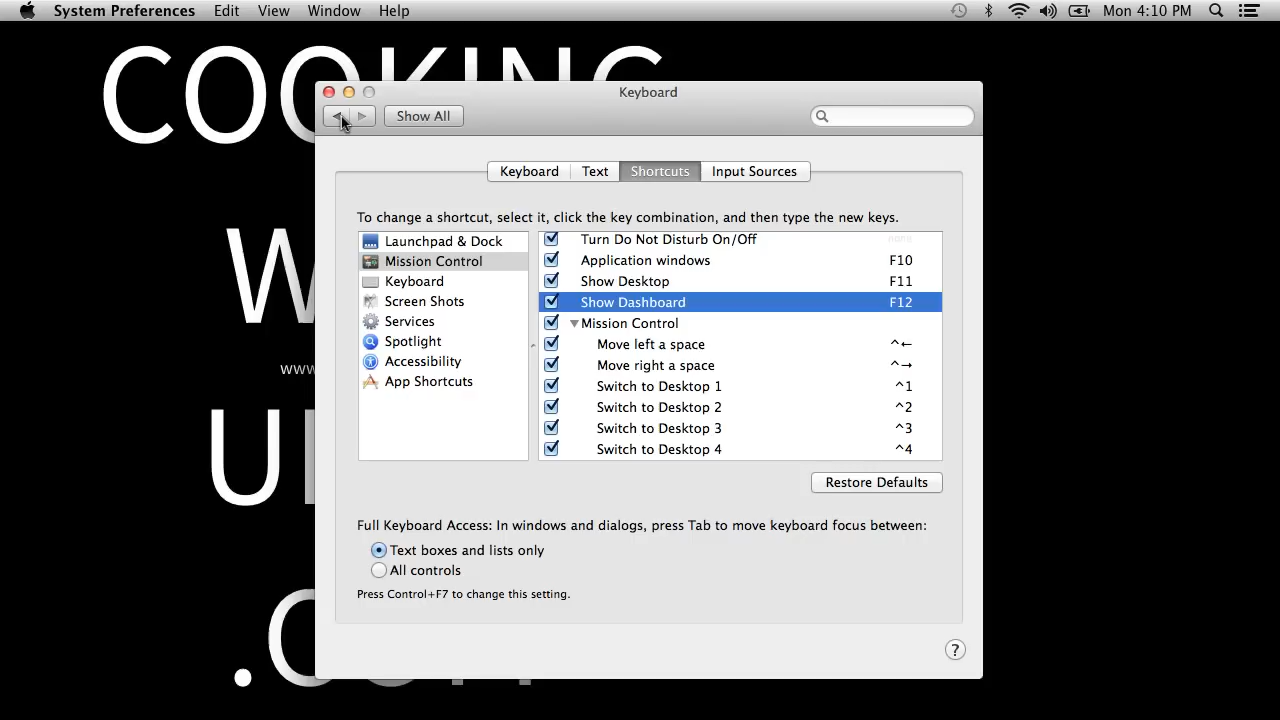 System Preferences Edit View Window Help Mon 4:10 PM
COOKING
Keyboard
Show All
Keyboard Text Shortcuts Input Sources
To change a shortcut, select it, click the key combination, and then type the new keys.
Launchpad & Dock
Mission Control
Keyboard
Screen Shots
Services
Spotlight
Accessibility
App Shortcuts
Turn Do Not Disturb On/Off none
Application windows F10
Show Desktop F11
Show Dashboard F12
Mission Control
Move left a space ^←
Move right a space ^→
Switch to Desktop 1 ^1
Switch to Desktop 2 ^2
Switch to Desktop 3 ^3
Switch to Desktop 4 ^4
Restore Defaults
Full Keyboard Access: In windows and dialogs, press Tab to move keyboard focus between:
Text boxes and lists only
All controls
Press Control+F7 to change this setting.
?
W
www
U